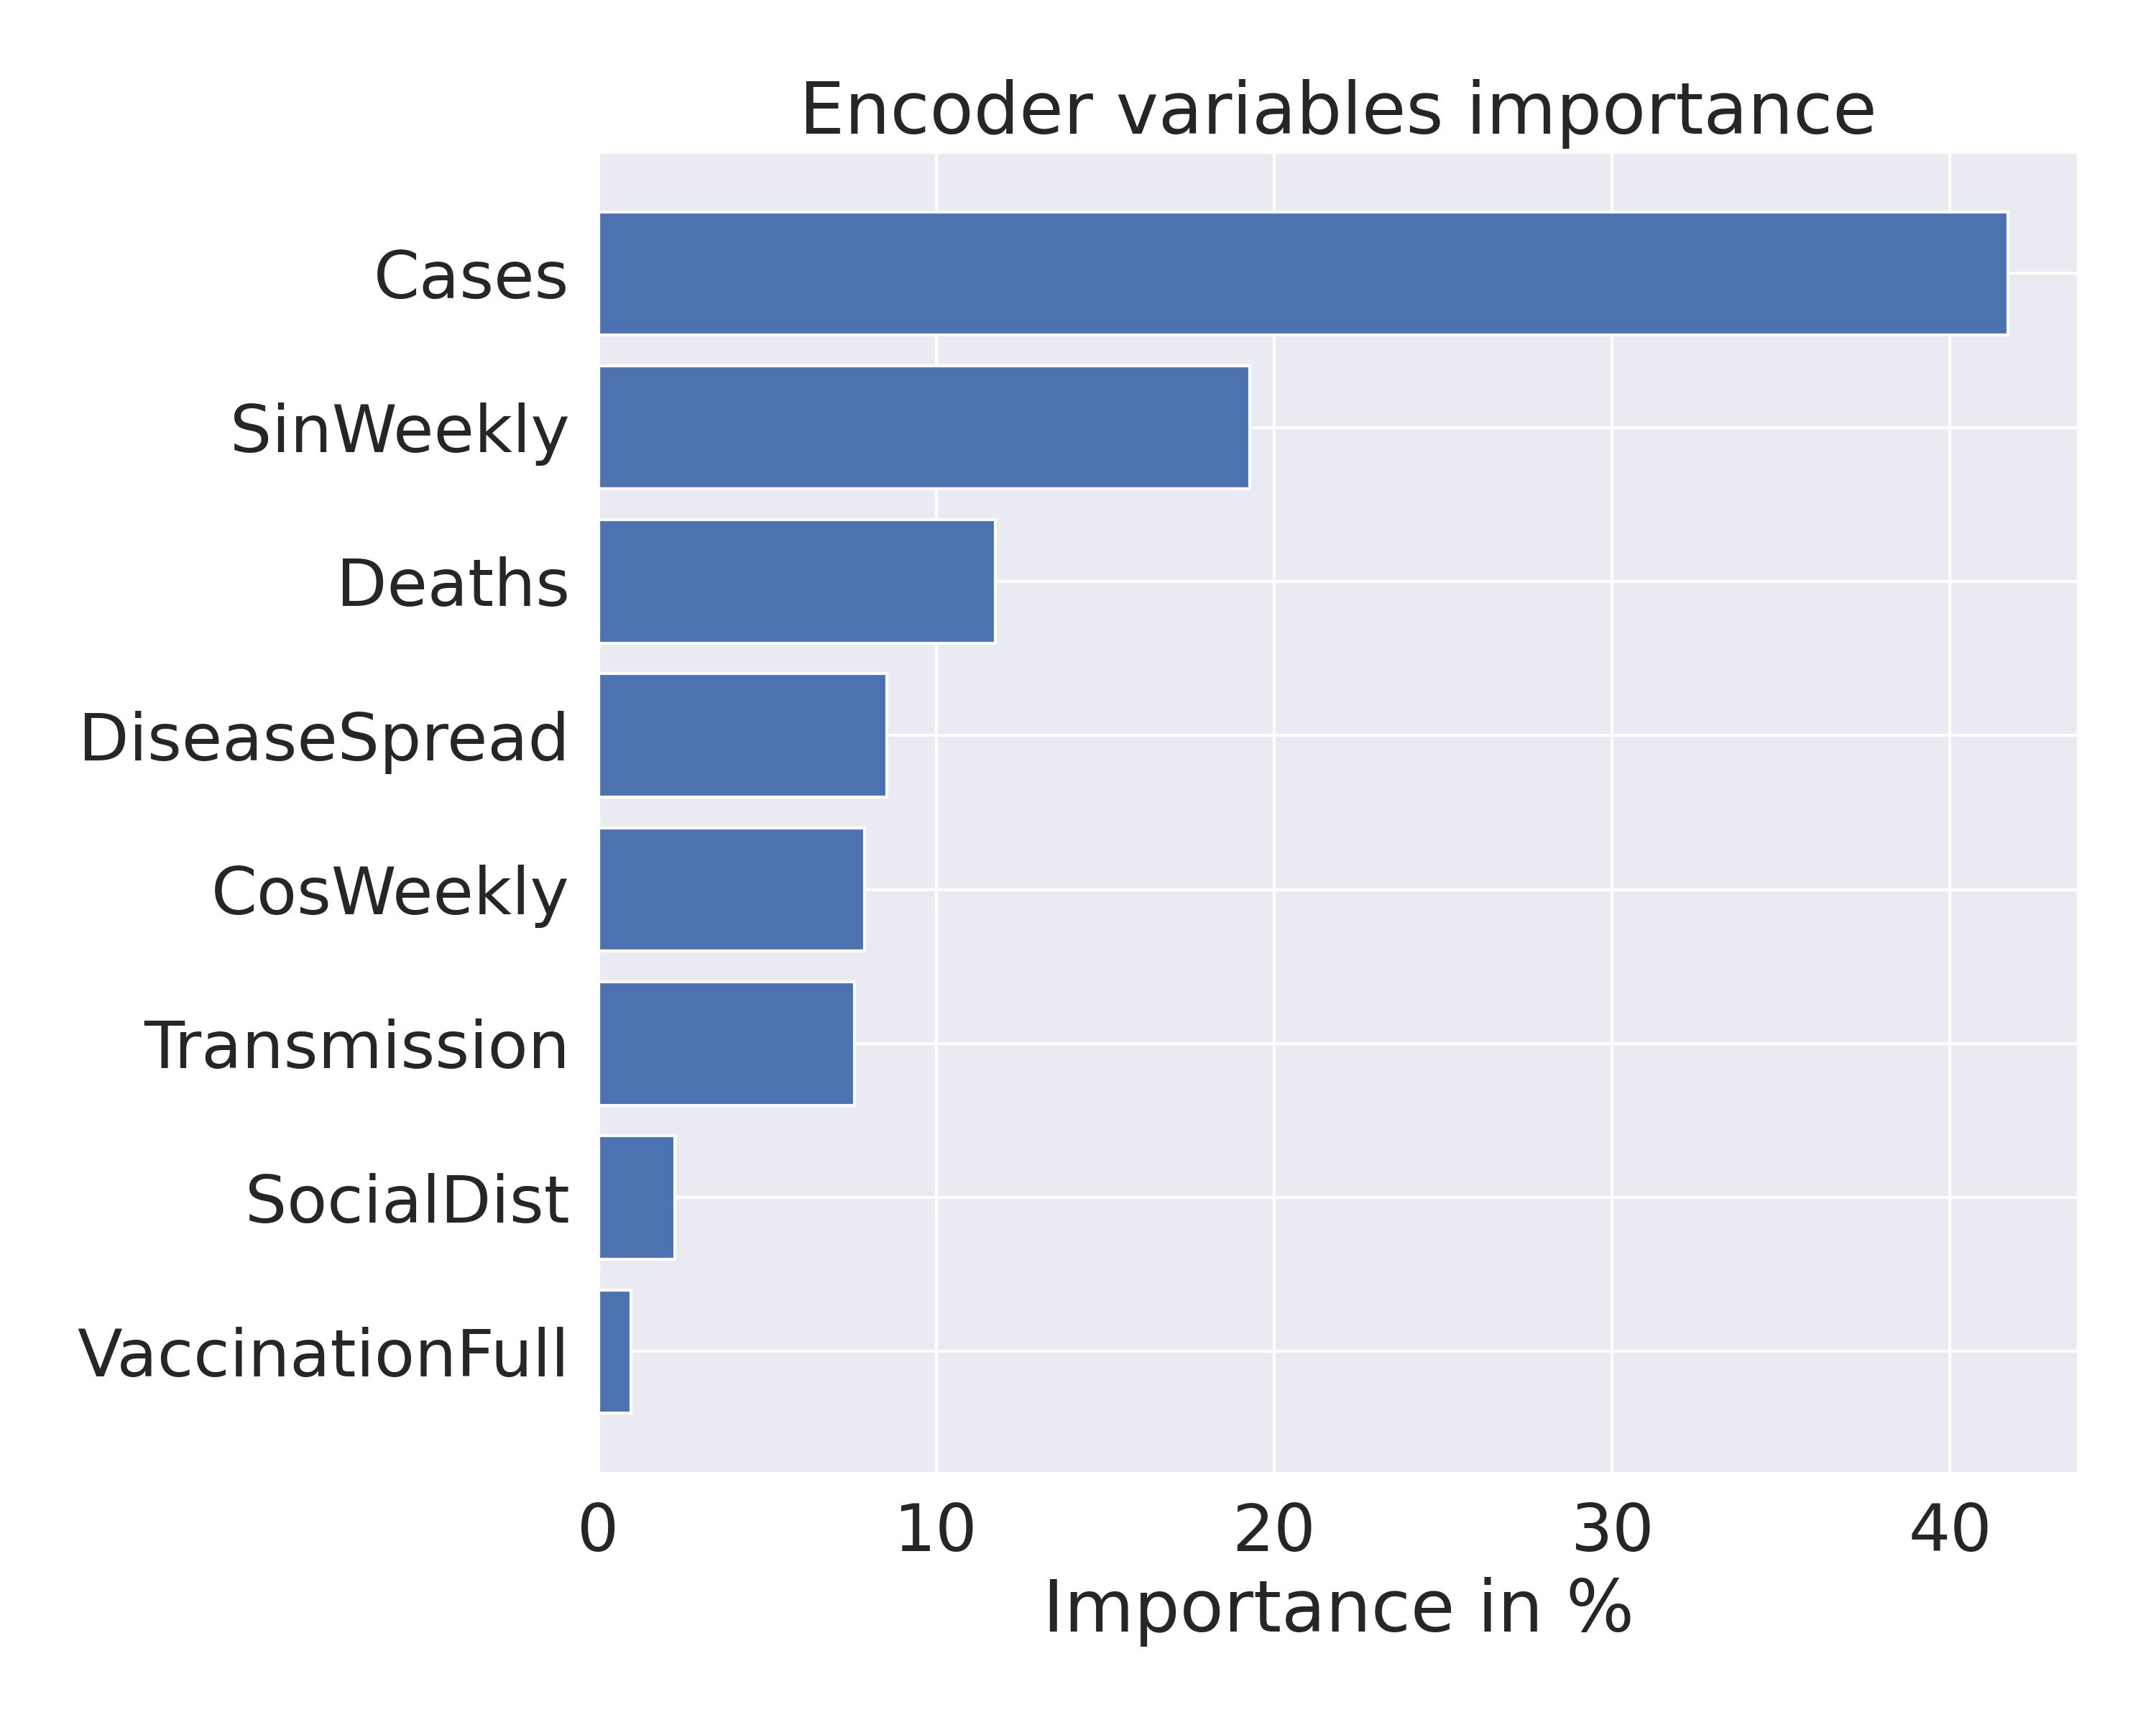 Encoder variables importance
Cases
SinWeekly
Deaths
DiseaseSpread
CosWeekly
Transmission
SocialDist
VaccinationFull
0 10 20 30 40
Importance in %